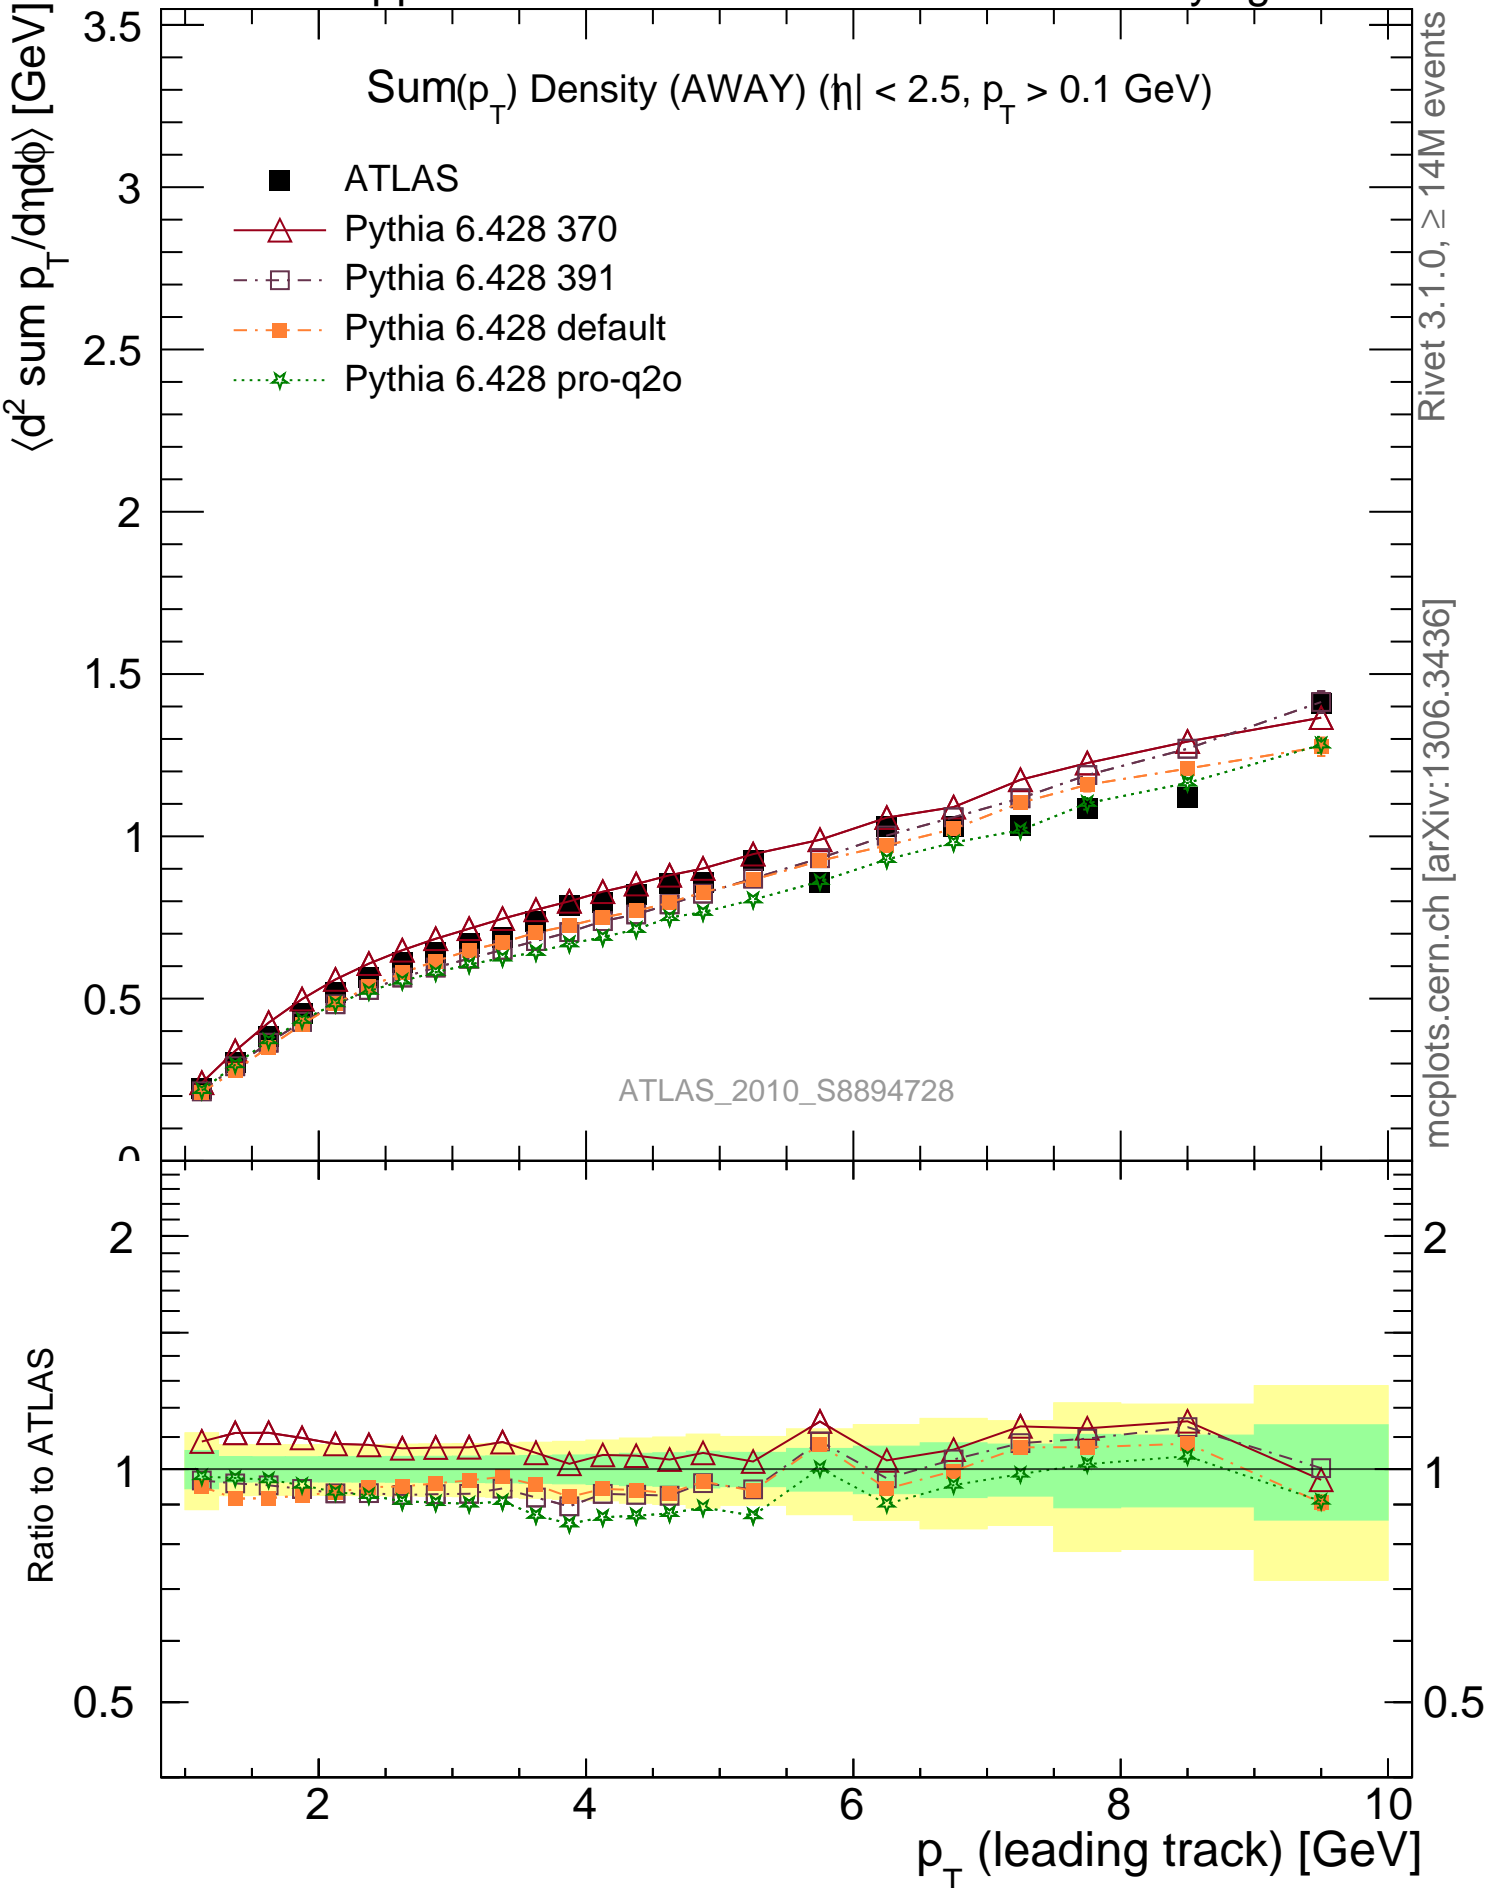 Sum(p_T) Density (AWAY) (|η| < 2.5, p_T > 0.1 GeV)
⟨d² sum p_T/dηdϕ⟩ [GeV]
ATLAS
Pythia 6.428 370
Pythia 6.428 391
Pythia 6.428 default
Pythia 6.428 pro-q2o
3.5
3
2.5
2
1.5
1
0.5
0
ATLAS_2010_S8894728
Rivet 3.1.0, ≥ 14M events
mcplots.cern.ch [arXiv:1306.3436]
Ratio to ATLAS
2
1
0.5
2
1
0.5
2
4
6
8
10
p_T (leading track) [GeV]